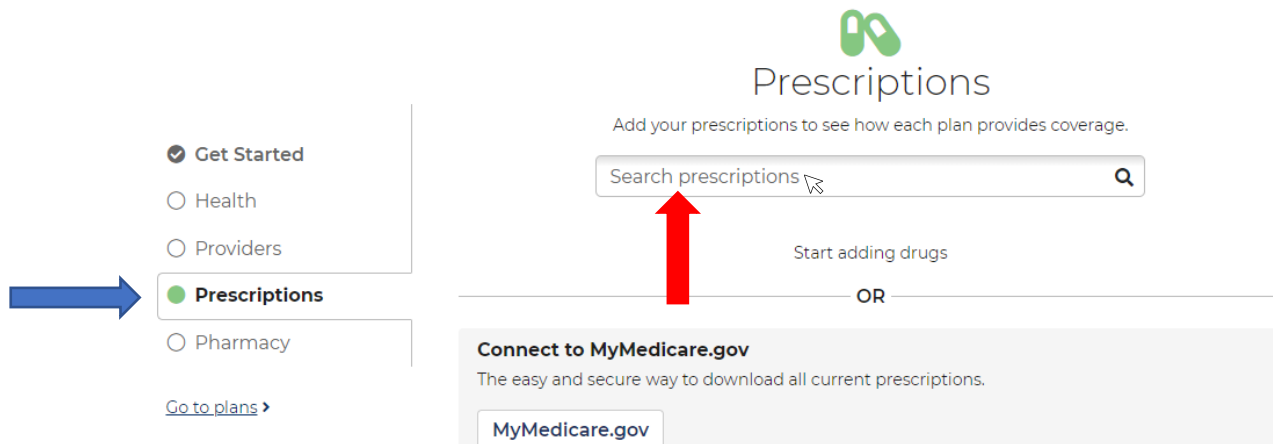 Get Started
Health
Providers
Prescriptions
Pharmacy
Go to plans
Prescriptions
Add your prescriptions to see how each plan provides coverage.
Search prescriptions
Start adding drugs
OR
Connect to MyMedicare.gov
The easy and secure way to download all current prescriptions.
MyMedicare.gov